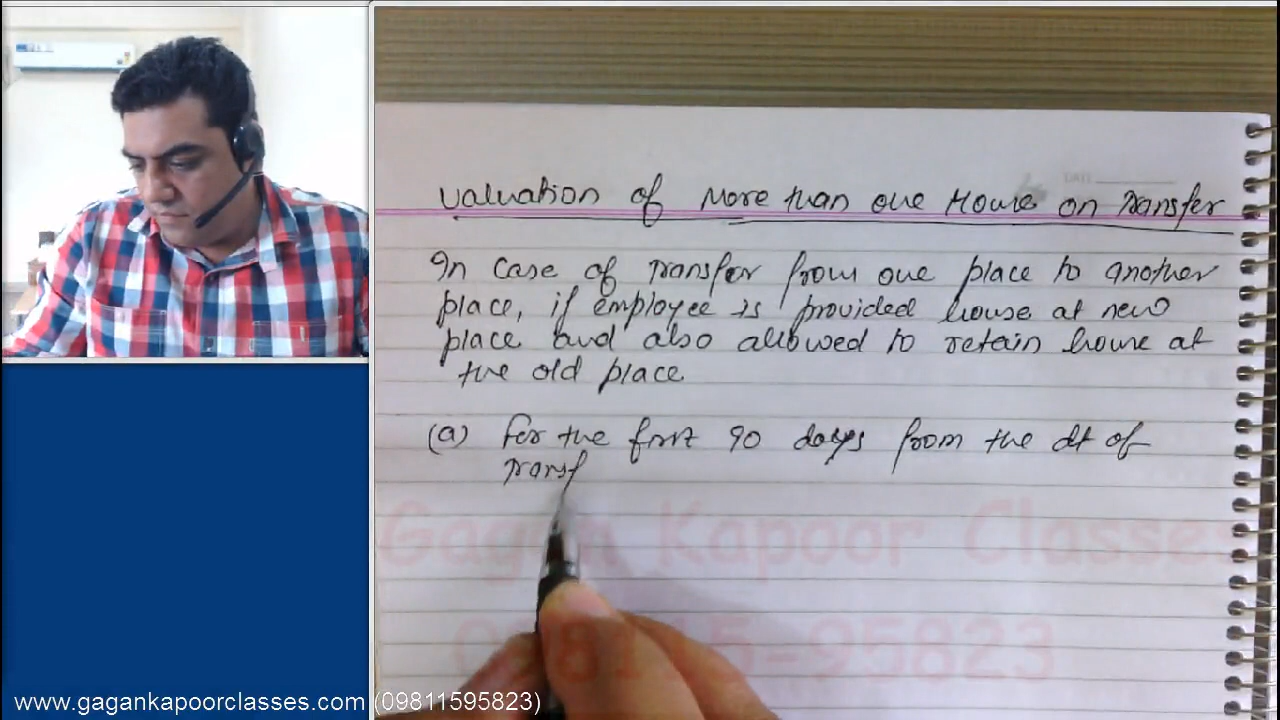 Valuation of More than one House on Transfer
In case of Transfer from one place to another
place, if employee is provided house at new
place and also allowed to retain house at
the old place.
(a) For the first 90 days from the dt of
Transf
Gagan Kapoor Classes
098115-95823
www.gagankapoorclasses.com (09811595823)